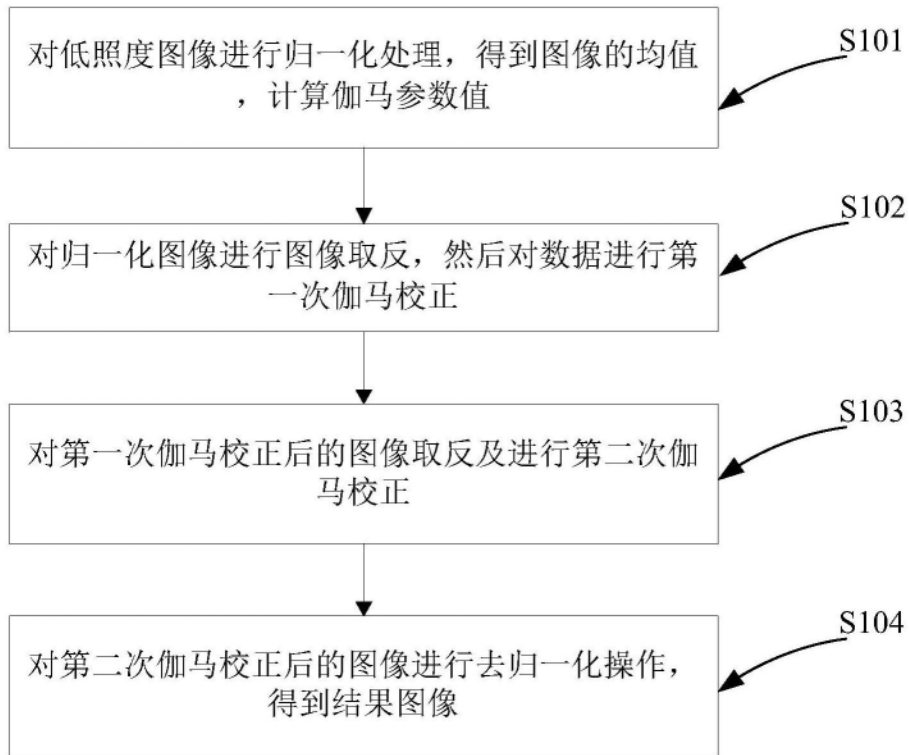 对低照度图像进行归一化处理，得到图像的均值
，计算伽马参数值
S101
对归一化图像进行图像取反，然后对数据进行第
一次伽马校正
S102
对第一次伽马校正后的图像取反及进行第二次伽
马校正
S103
对第二次伽马校正后的图像进行去归一化操作，
得到结果图像
S104